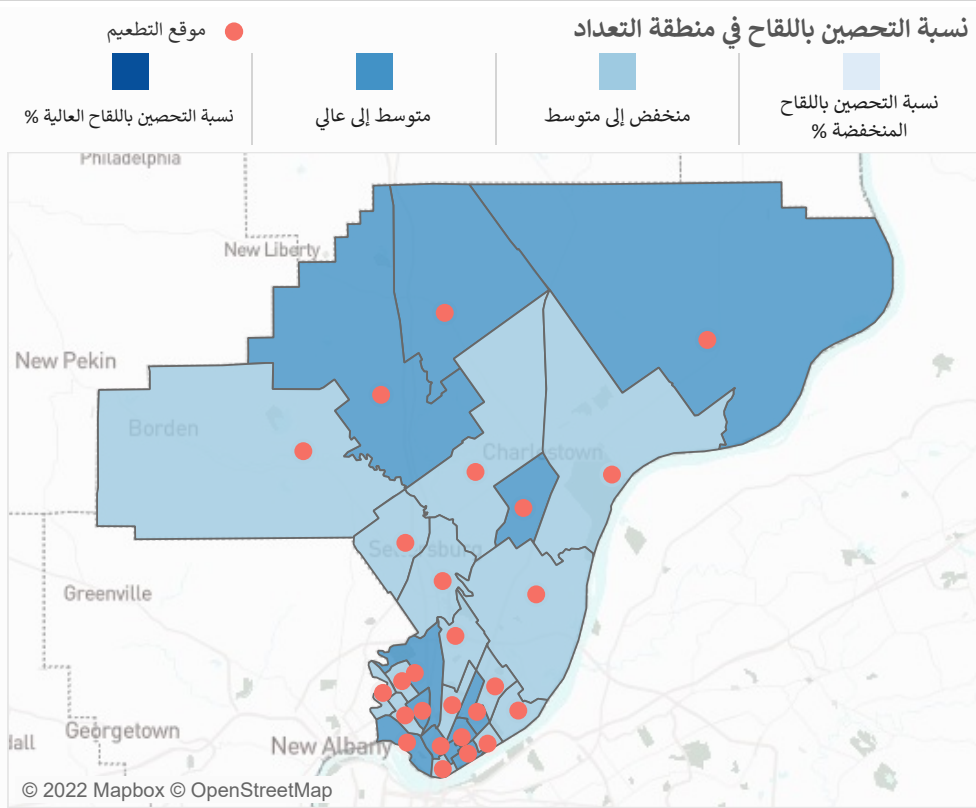 نسبة التحصين باللقاح في منطقة التعداد
موقع التطعيم
نسبة التحصين باللقاح
المنخفضة %
منخفض إلى متوسط
متوسط إلى عالي
نسبة التحصين باللقاح العالية %
Philadelphia
New Liberty
New Pekin
Borden
Charlestown
Greenville
Georgetown
dall
New Albany
© 2022 Mapbox © OpenStreetMap